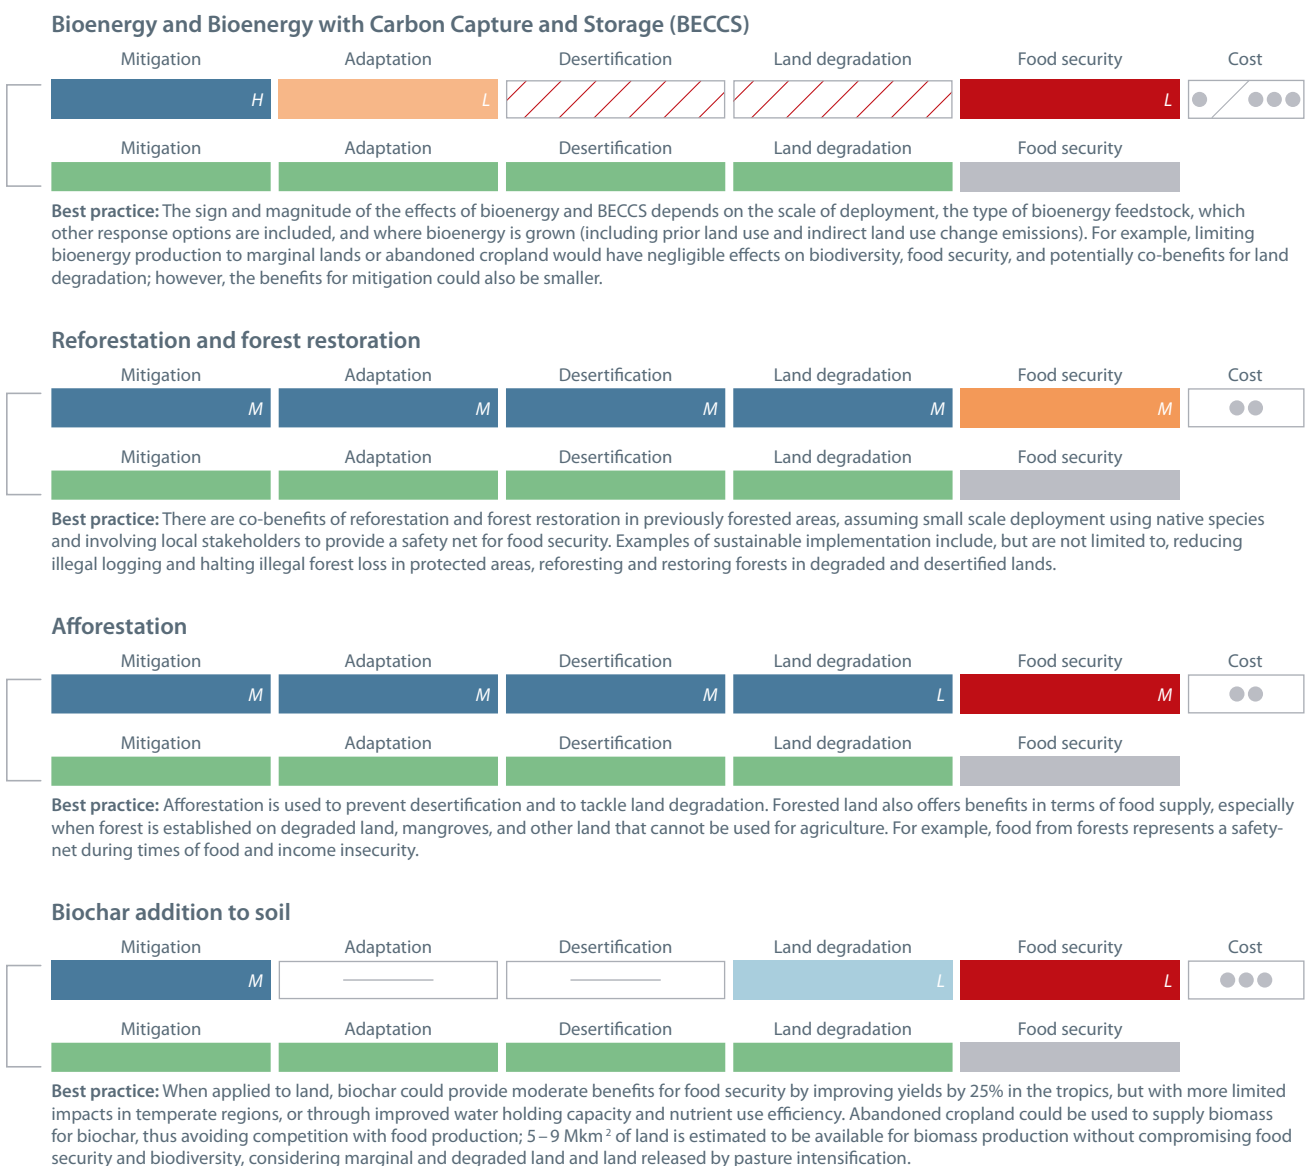 Bioenergy and Bioenergy with Carbon Capture and Storage (BECCS)
Mitigation Adaptation Desertification Land degradation Food security Cost
H L L
Mitigation Adaptation Desertification Land degradation Food security
Best practice: The sign and magnitude of the effects of bioenergy and BECCS depends on the scale of deployment, the type of bioenergy feedstock, which
other response options are included, and where bioenergy is grown (including prior land use and indirect land use change emissions). For example, limiting
bioenergy production to marginal lands or abandoned cropland would have negligible effects on biodiversity, food security, and potentially co-benefits for land
degradation; however, the benefits for mitigation could also be smaller.
Reforestation and forest restoration
Mitigation Adaptation Desertification Land degradation Food security Cost
M M M M M
Mitigation Adaptation Desertification Land degradation Food security
Best practice: There are co-benefits of reforestation and forest restoration in previously forested areas, assuming small scale deployment using native species
and involving local stakeholders to provide a safety net for food security. Examples of sustainable implementation include, but are not limited to, reducing
illegal logging and halting illegal forest loss in protected areas, reforesting and restoring forests in degraded and desertified lands.
Afforestation
Mitigation Adaptation Desertification Land degradation Food security Cost
M M M L M
Mitigation Adaptation Desertification Land degradation Food security
Best practice: Afforestation is used to prevent desertification and to tackle land degradation. Forested land also offers benefits in terms of food supply, especially
when forest is established on degraded land, mangroves, and other land that cannot be used for agriculture. For example, food from forests represents a safety-
net during times of food and income insecurity.
Biochar addition to soil
Mitigation Adaptation Desertification Land degradation Food security Cost
M L L
Mitigation Adaptation Desertification Land degradation Food security
Best practice: When applied to land, biochar could provide moderate benefits for food security by improving yields by 25% in the tropics, but with more limited
impacts in temperate regions, or through improved water holding capacity and nutrient use efficiency. Abandoned cropland could be used to supply biomass
for biochar, thus avoiding competition with food production; 5–9 Mkm² of land is estimated to be available for biomass production without compromising food
security and biodiversity, considering marginal and degraded land and land released by pasture intensification.